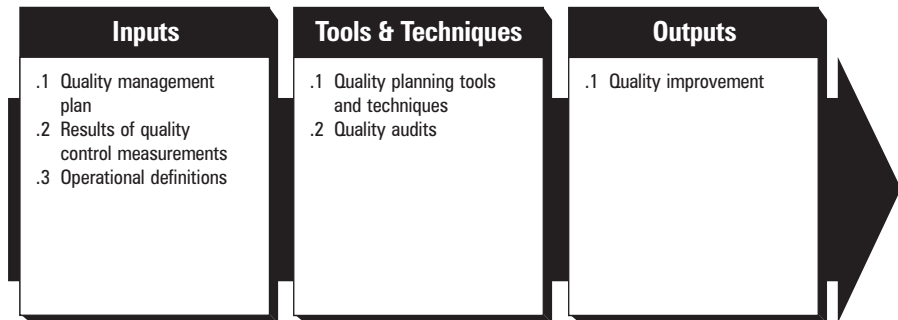 Inputs
.1 Quality management
plan
.2 Results of quality
control measurements
.3 Operational definitions
Tools & Techniques
.1 Quality planning tools
and techniques
.2 Quality audits
Outputs
.1 Quality improvement